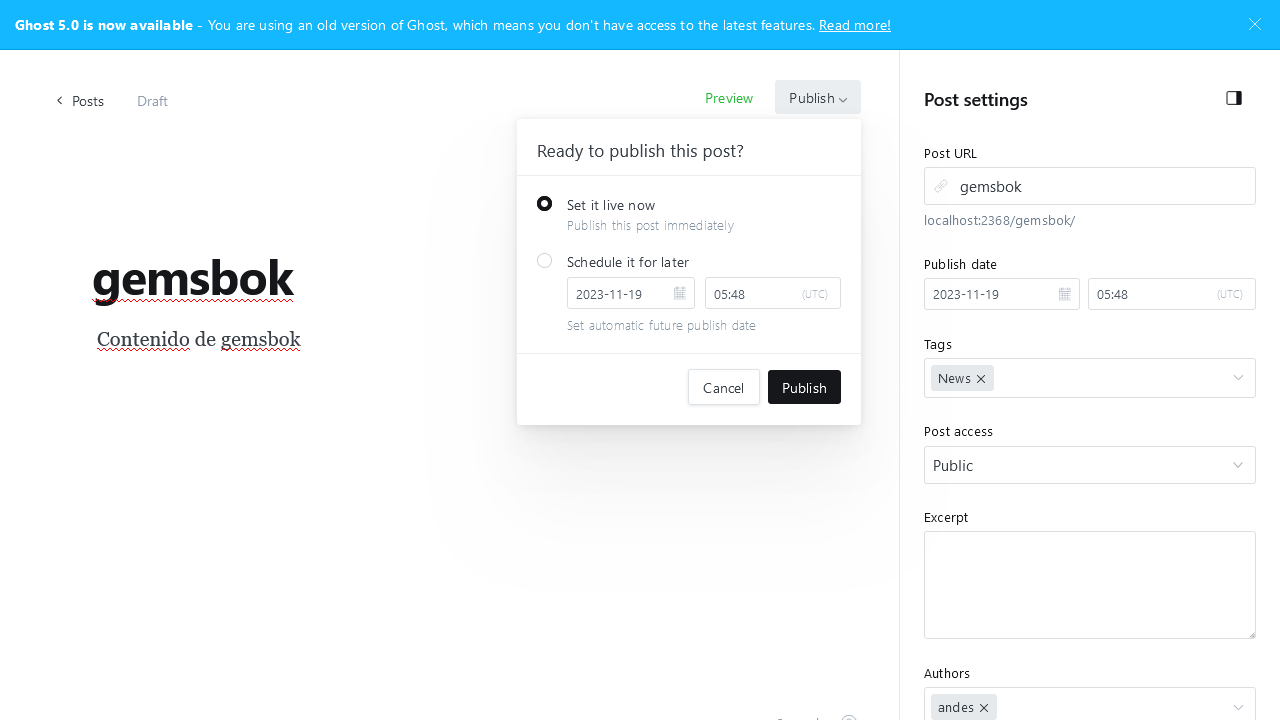 Ghost 5.0 is now available - You are using an old version of Ghost, which means you don't have access to the latest features. Read more!
Posts
Draft
Preview
Publish
Ready to publish this post?
Set it live now
Publish this post immediately
Schedule it for later
2023-11-19
05:48
(UTC)
Set automatic future publish date
Cancel
Publish
gemsbok
Contenido de gemsbok
Post settings
Post URL
gemsbok
localhost:2368/gemsbok/
Publish date
2023-11-19
05:48
(UTC)
Tags
News
Post access
Public
Excerpt
Authors
andes